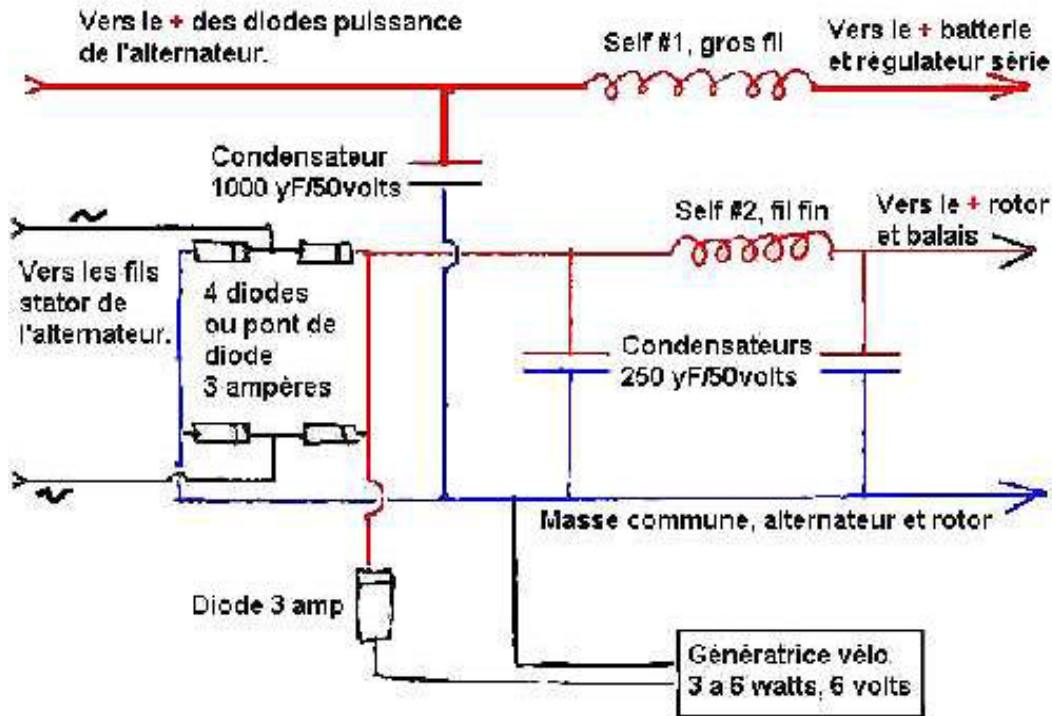 Vers le + des diodes puissance
de l'alternateur.
Self #1, gros fil
Vers le + batterie
et régulateur série
Condensateur
1000 yF/50volts
~
Self #2, fil fin
Vers le + rotor
et balais
Vers les fils
stator de
l'alternateur.
4 diodes
ou pont de
diode
3 ampères
Condensateurs
250 yF/50volts
~
Masse commune, alternateur et rotor
Diode 3 amp
Génératrice vélo.
3 a 6 watts, 6 volts